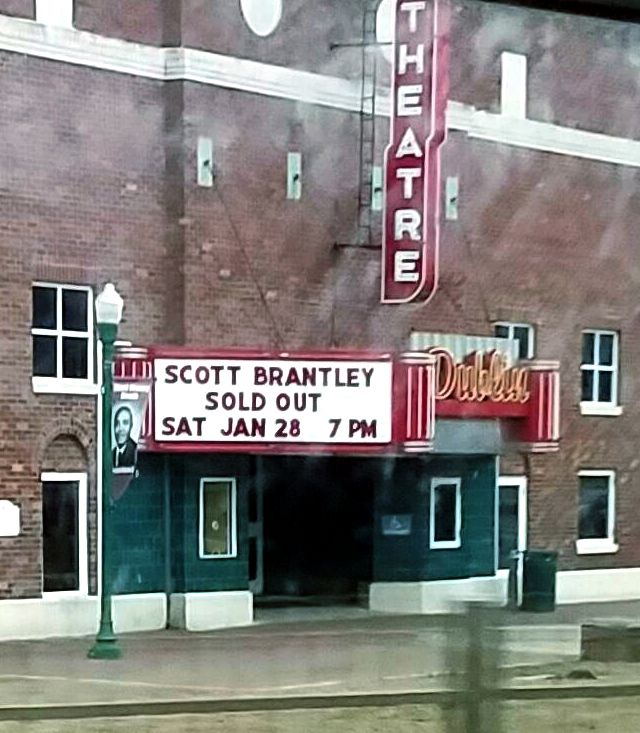 THEATRE
SCOTT BRANTLEY
SOLD OUT
SAT JAN 28 7 PM
Dublin